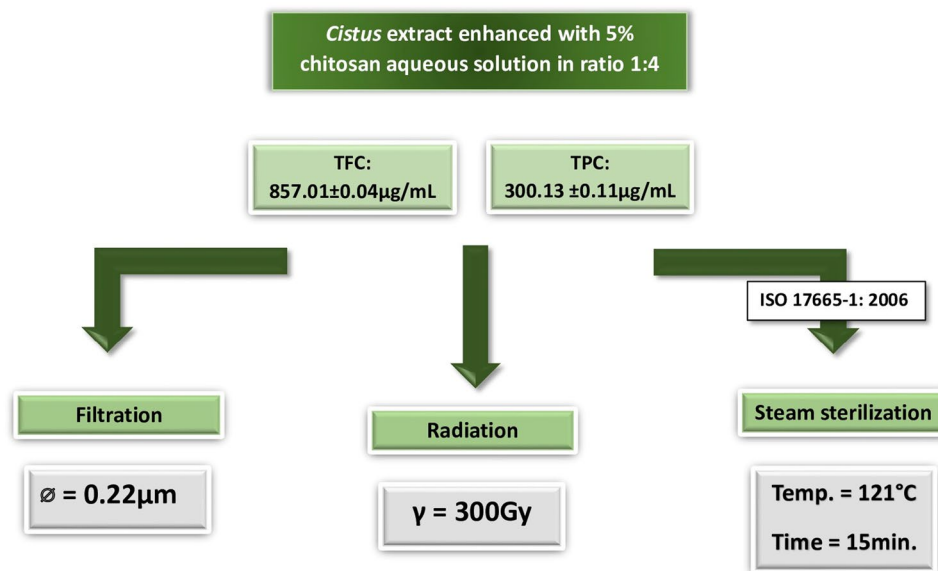 Cistus extract enhanced with 5%
chitosan aqueous solution in ratio 1:4
TFC:
857.01±0.04µg/mL
TPC:
300.13 ±0.11µg/mL
ISO 17665-1: 2006
Filtration
Radiation
Steam sterilization
⌀ = 0.22µm
γ = 300Gy
Temp. = 121°C
Time = 15min.